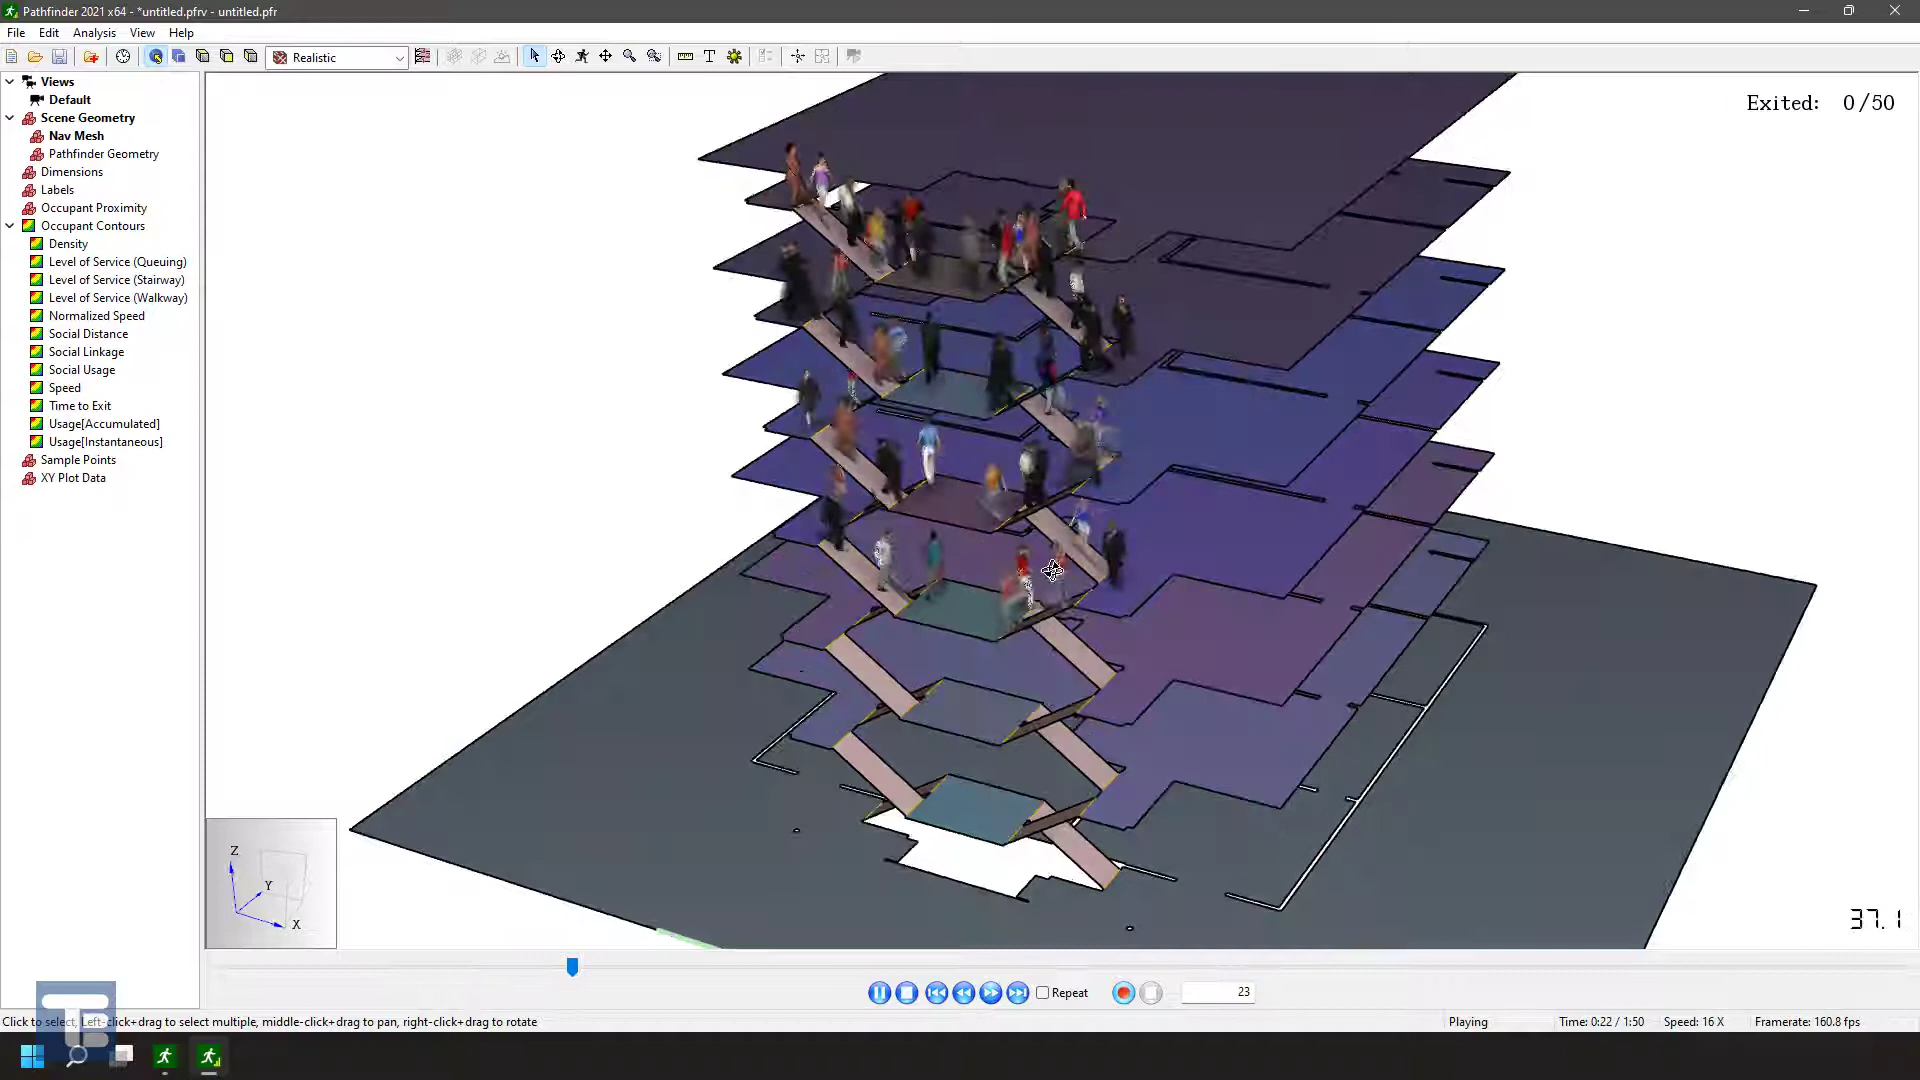 Pathfinder 2021 x64 - *untitled.pfrv - untitled.pfr
File Edit Analysis View Help
Realistic
Views
Default
Scene Geometry
Nav Mesh
Pathfinder Geometry
Dimensions
Labels
Occupant Proximity
Occupant Contours
Density
Level of Service (Queuing)
Level of Service (Stairway)
Level of Service (Walkway)
Normalized Speed
Social Distance
Social Linkage
Social Usage
Speed
Time to Exit
Usage[Accumulated]
Usage[Instantaneous]
Sample Points
XY Plot Data
Exited: 0/50
Z
Y
X
37.1
Repeat
23
Click to select, Left-click+drag to select multiple, middle-click+drag to pan, right-click+drag to rotate
Playing
Time: 0:22 / 1:50
Speed: 16 X
Framerate: 160.8 fps